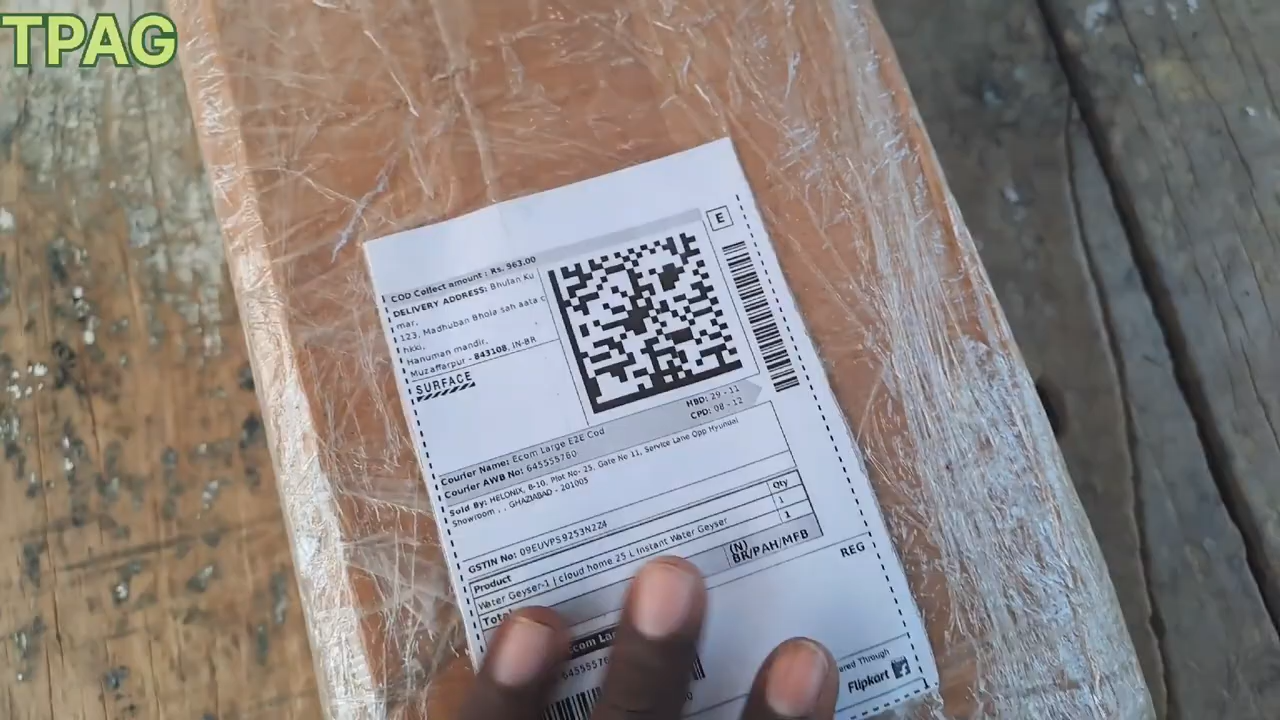 TPAG
E
COD Collect amount : Rs. 963.00
DELIVERY ADDRESS: Bhulan Ku
mar,
123, Madhuban Bhola sah aata c
hkki,
Hanuman mandir,
Muzaffarpur - 843108, IN-BR
SURFACE
HBD: 29 - 11
CPD: 08 - 12
Courier Name: Ecom Large E2E Cod
Courier AWB No: 645555760
Sold By: HELONIX, B-10, Plot No- 25, Gate No 11, Service Lane Opp Hyundai
Showroom , , GHAZIABAD - 201005
GSTIN No: 09EUVPS9253N2Z4
Product Qty
Water Geyser-1 | cloud home 25 L Instant Water Geyser 1
Total 1
(N)
BR/PAH/MFB
REG
Ecom
Through
Flipkart